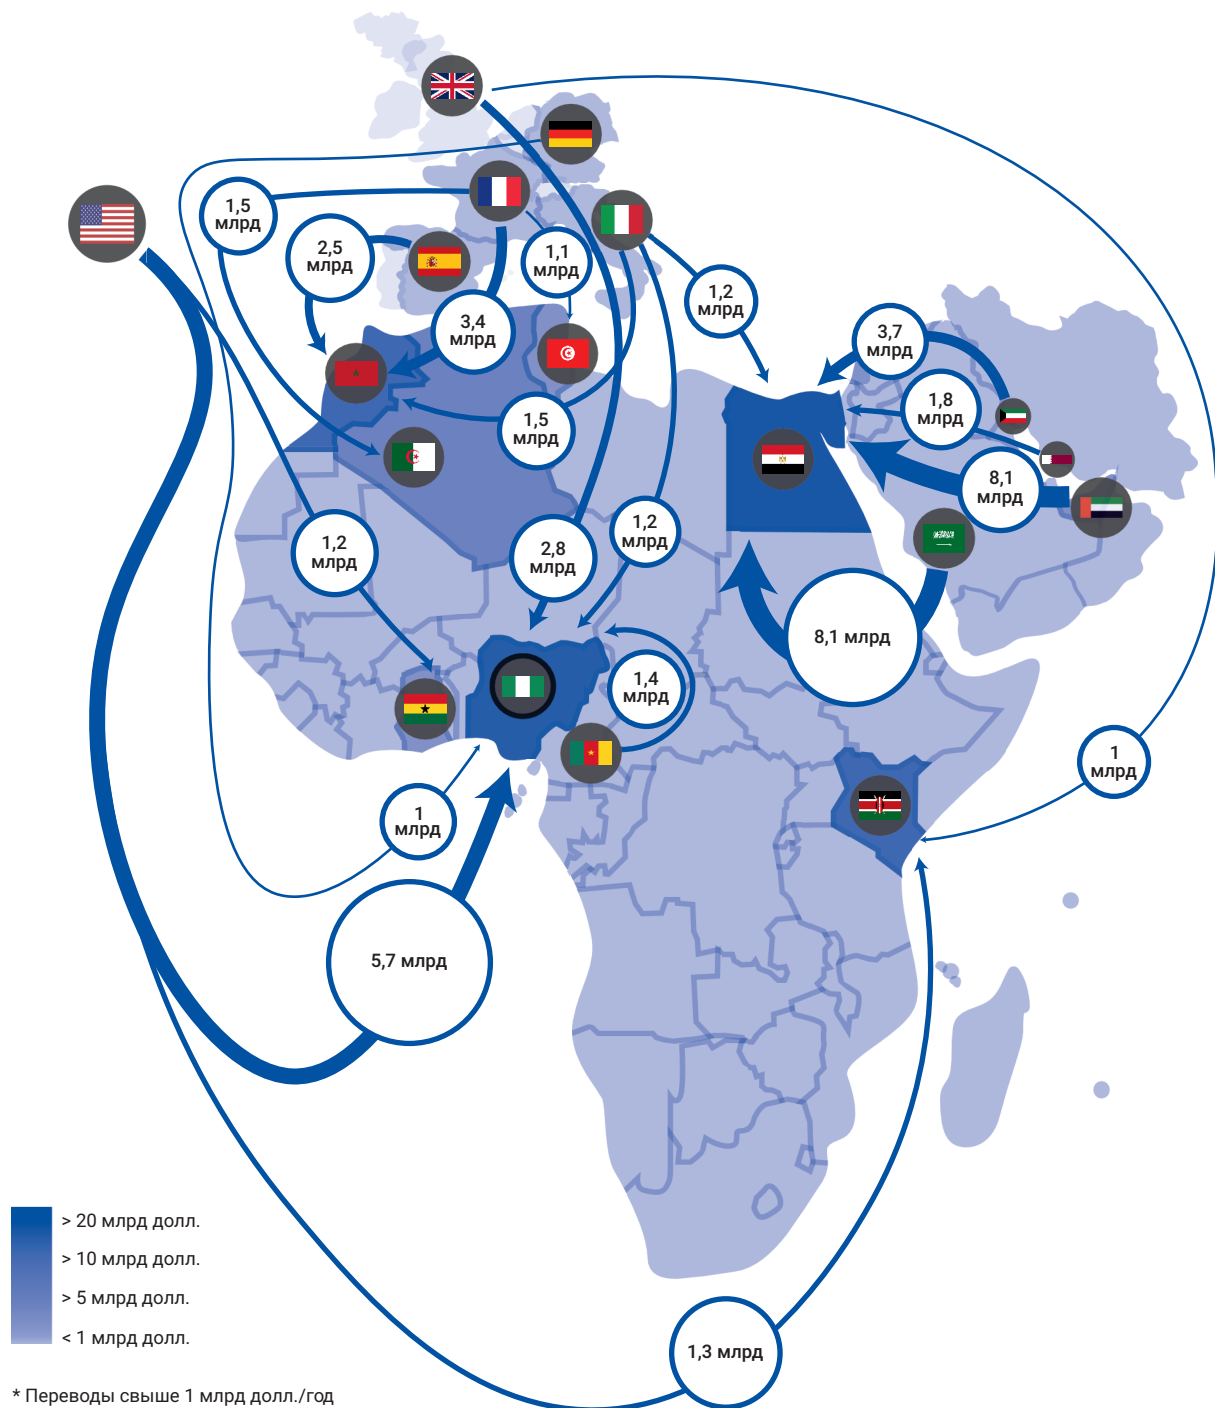 1,5
млрд
2,5
млрд
1,1
млрд
1,2
млрд
3,4
млрд
3,7
млрд
1,8
млрд
1,5
млрд
8,1
млрд
1,2
млрд
2,8
млрд
1,2
млрд
8,1 млрд
1,4
млрд
1
млрд
1
млрд
5,7 млрд
> 20 млрд долл.
> 10 млрд долл.
> 5 млрд долл.
< 1 млрд долл.
1,3 млрд
* Переводы свыше 1 млрд долл./год